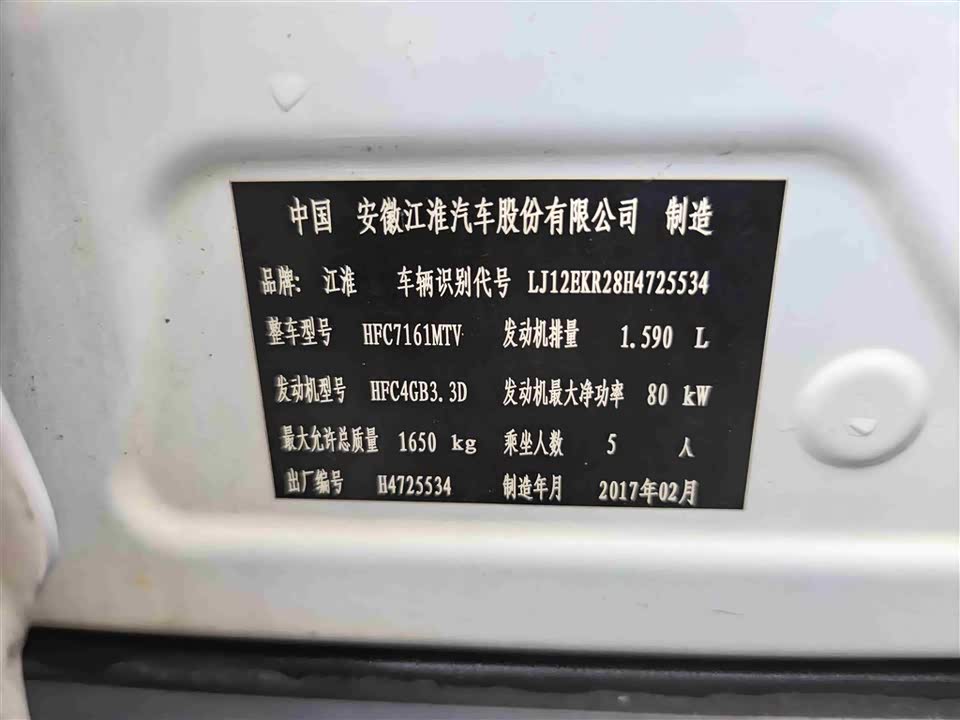 中国 安徽江淮汽车股份有限公司 制造
品牌: 江淮 车辆识别代号 LJ12EKR28H4725534
整车型号 HFC7161MTV 发动机排量 1.590 L
发动机型号 HFC4GB3.3D 发动机最大净功率 80 kW
最大允许总质量 1650 kg 乘坐人数 5 人
出厂编号 H4725534 制造年月 2017年02月